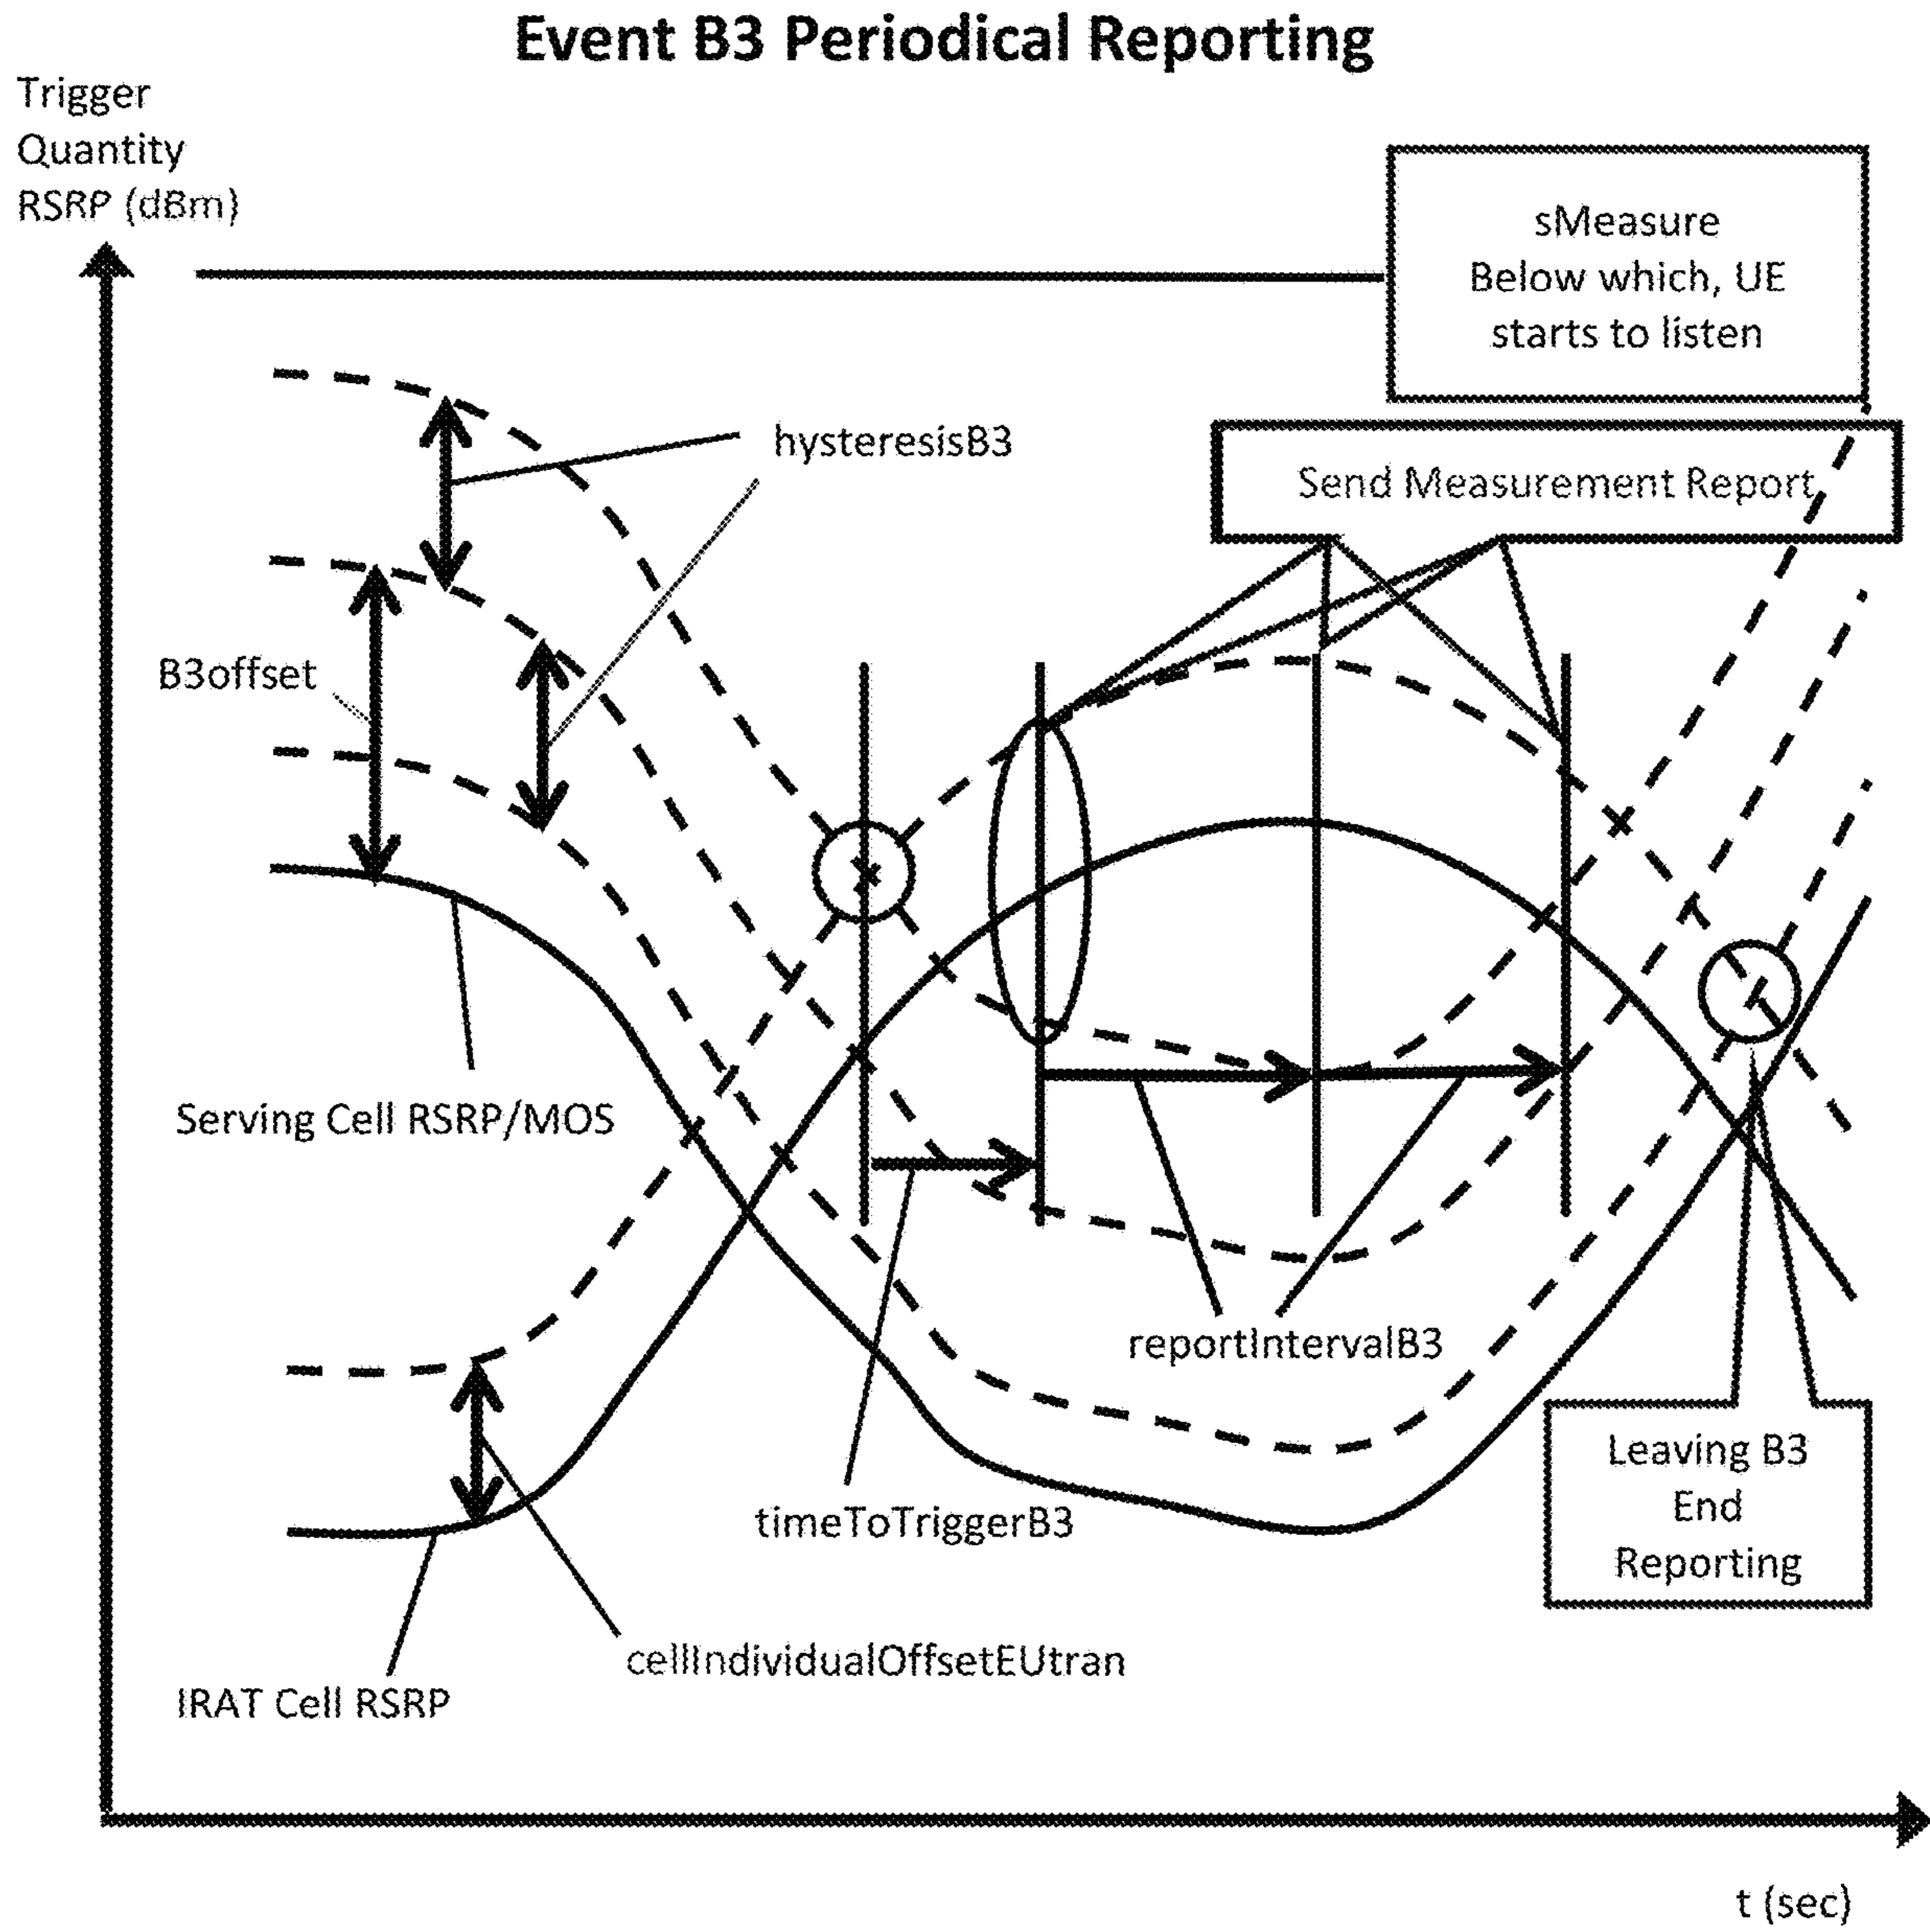 Event B3 Periodical Reporting
Trigger
Quantity
RSRP (dBm)
sMeasure
Below which, UE
starts to listen
hysteresisB3
Send Measurement Report
B3offset
Serving Cell RSRP/MOS
reportIntervalB3
Leaving B3
End
Reporting
timeToTriggerB3
cellIndividualOffsetEUtran
IRAT Cell RSRP
t (sec)